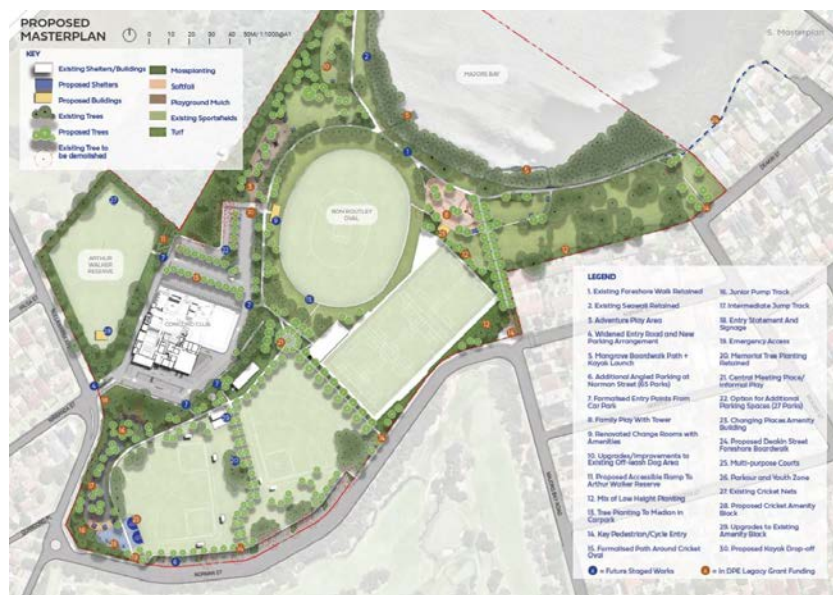 PROPOSED
MASTERPLAN
0 10 20 30 40 50M/ 1:1000@A1
5. Masterplan
KEY
Existing Shelters/Buildings
Proposed Shelters
Proposed Buildings
Existing Trees
Proposed Trees
Existing Tree to
be demolished
Massplanting
Softfall
Playground Mulch
Existing Sportsfields
Turf
MAJORS BAY
RON ROUTLEY
OVAL
ARTHUR
WALKER
RESERVE
CONCORD CLUB
NORMAN ST
LEGEND
1. Existing Foreshore Walk Retained
2. Existing Seawall Retained
3. Adventure Play Area
4. Widened Entry Road and New
Parking Arrangement
5. Mangrove Boardwalk Path +
Kayak Launch
6. Additional Angled Parking at
Norman Street (65 Parks)
7. Formalised Entry Points From
Car Park
8. Family Play With Tower
9. Renovated Change Rooms with
Amenities
10. Upgrades/Improvements to
Existing Off-leash Dog Area
11. Proposed Accessible Ramp To
Arthur Walker Reserve
12. Mix of Low Height Planting
13. Tree Planting To Median in
Carpark
14. Key Pedestrian/Cycle Entry
15. Formalised Path Around Cricket
Oval
16. Junior Pump Track
17. Intermediate Jump Track
18. Entry Statement And
Signage
19. Emergency Access
20. Memorial Tree Planting
Retained
21. Central Meeting Place/
Informal Play
22. Option for Additional
Parking Spaces (27 Parks)
23. Changing Places Amenity
Building
24. Proposed Deakin Street
Foreshore Boardwalk
25. Multi-purpose Courts
26. Parkour and Youth Zone
27. Existing Cricket Nets
28. Proposed Cricket Amenity
Block
29. Upgrades to Existing
Amenity Block
30. Proposed Kayak Drop-off
= Future Staged Works
= in DPE Legacy Grant Funding